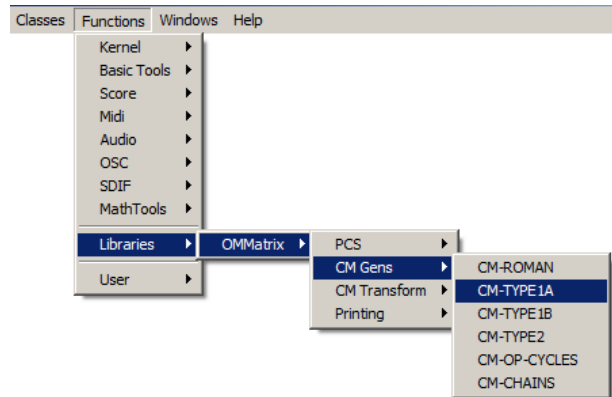 Classes Functions Windows Help
Kernel
Basic Tools
Score
Midi
Audio
OSC
SDIF
MathTools
Libraries
User
OMMatrix
PCS
CM Gens
CM Transform
Printing
CM-ROMAN
CM-TYPE1A
CM-TYPE1B
CM-TYPE2
CM-OP-CYCLES
CM-CHAINS